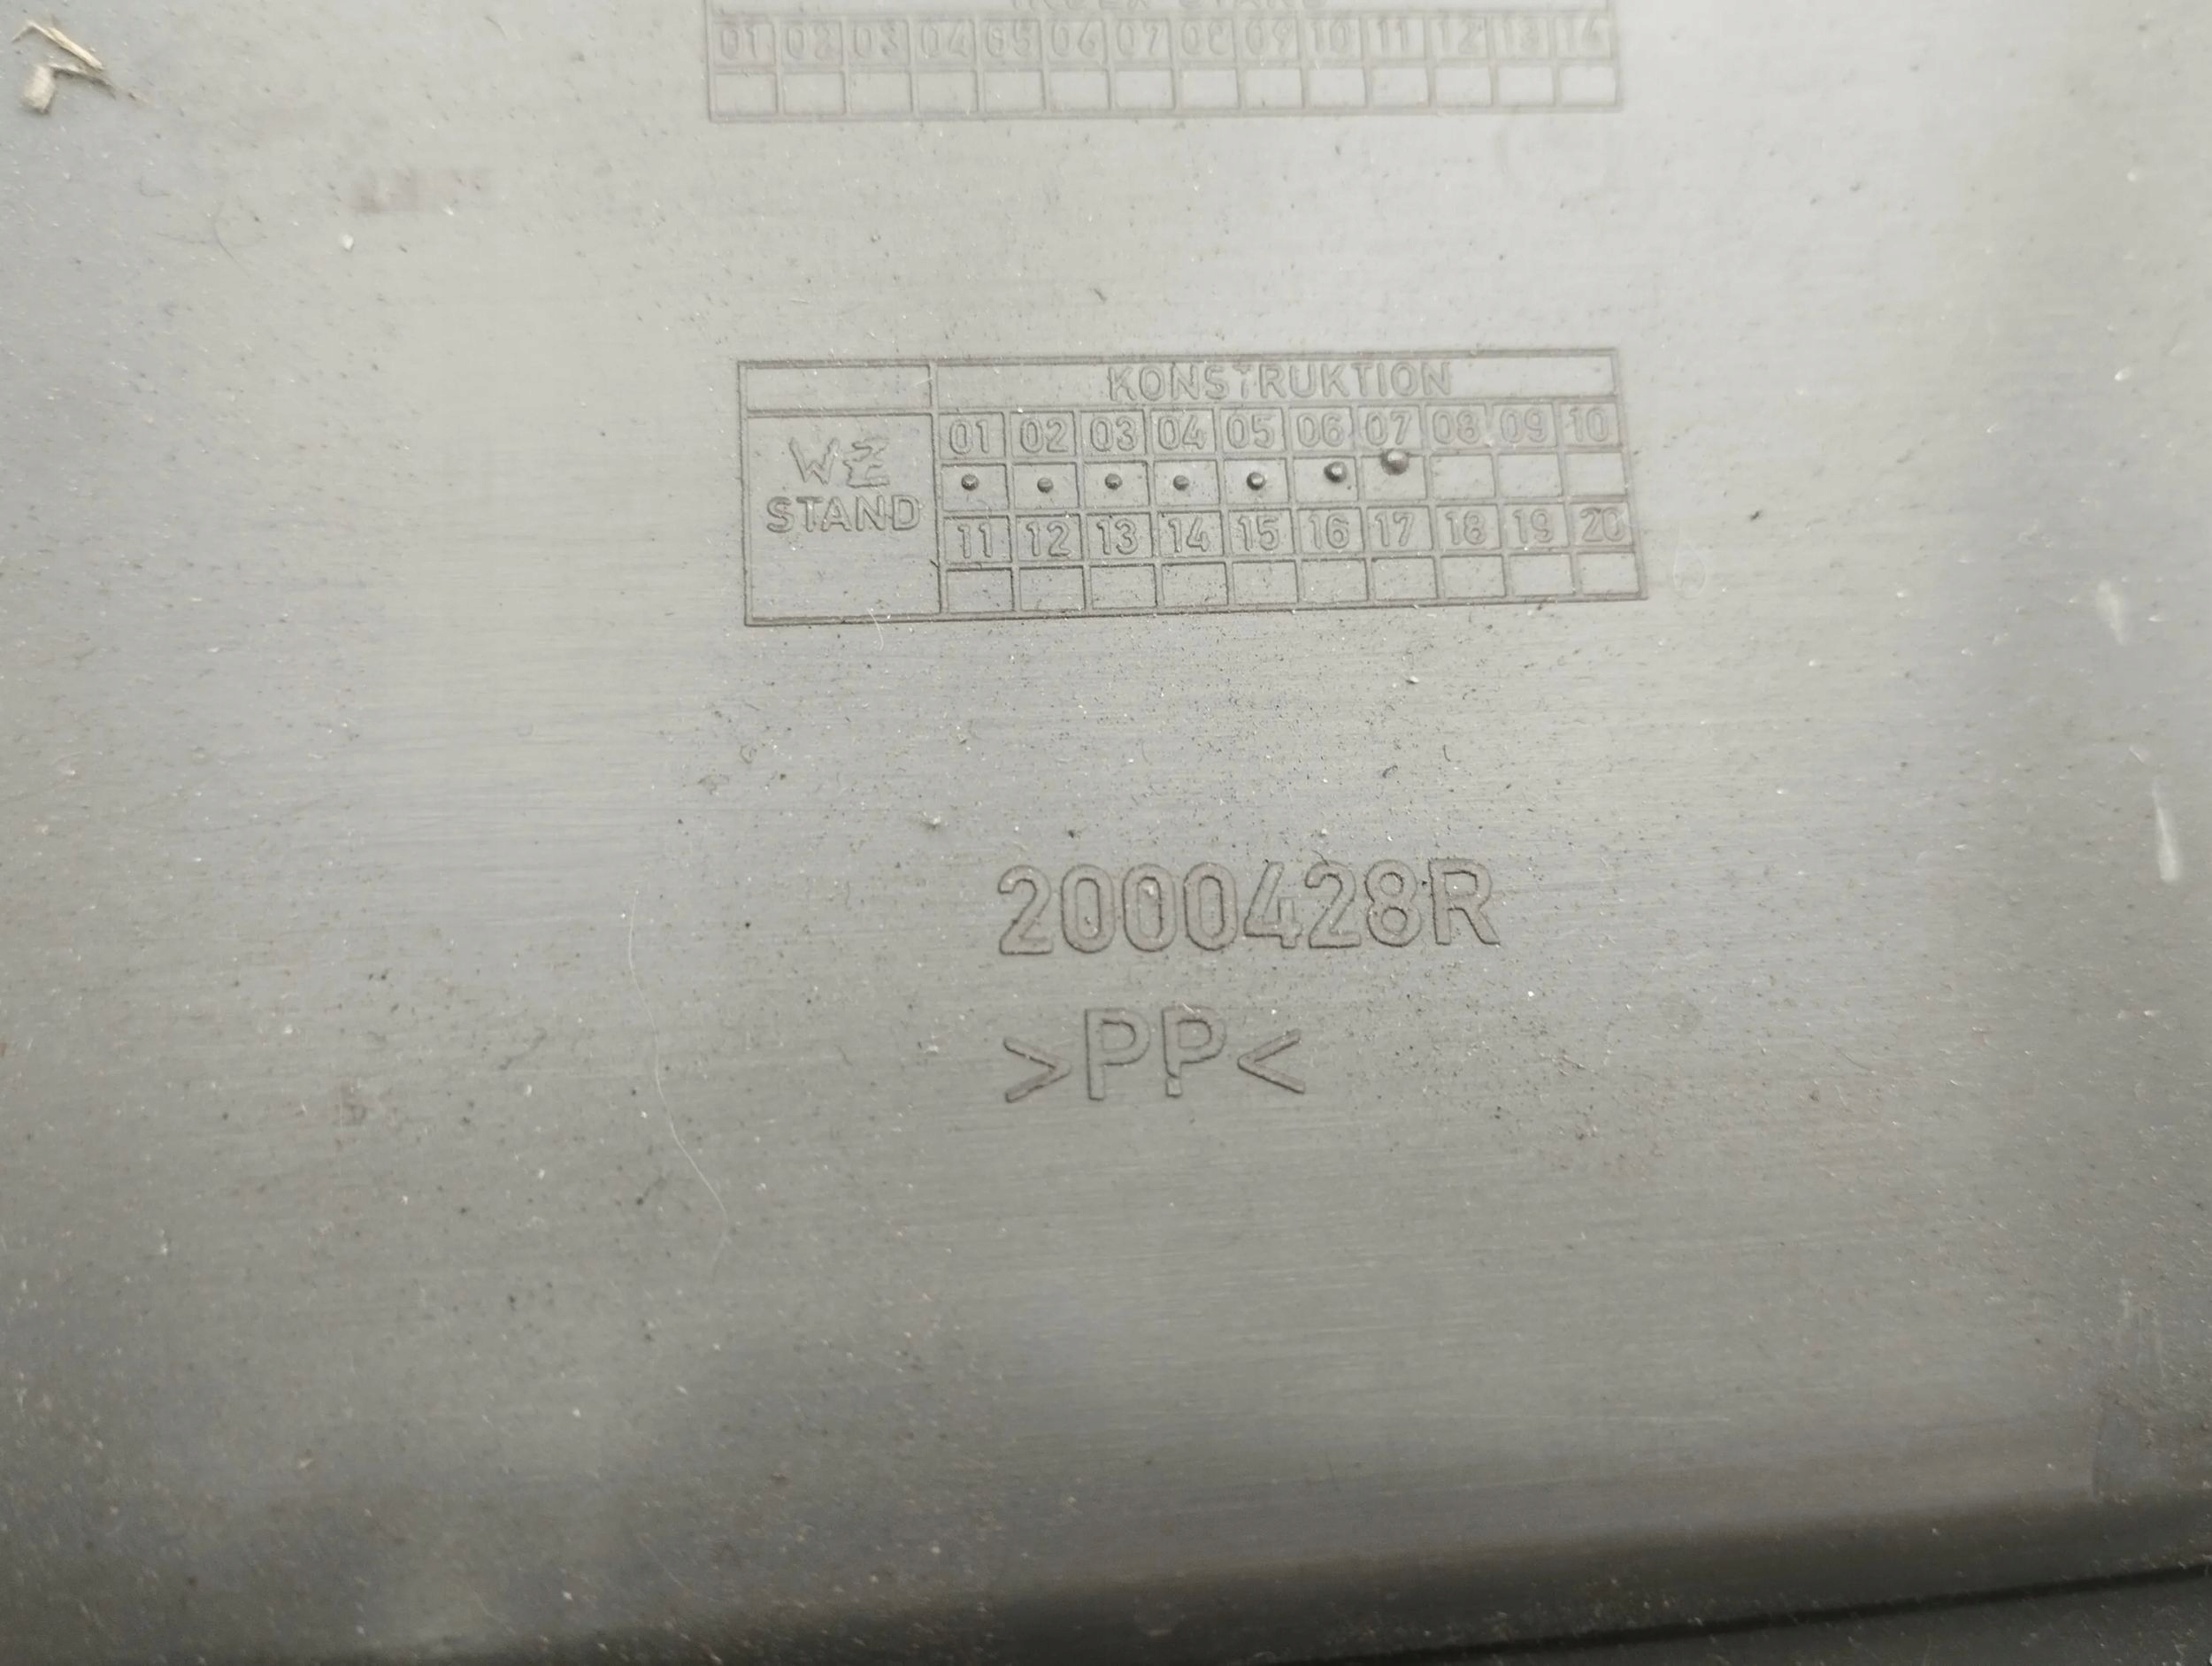 01 02 03 04 05 06 07 08 09 10 11 12 13 14
KONSTRUKTION
01 02 03 04 05 06 07 08 09 10
WZ
STAND
11 12 13 14 15 16 17 18 19 20
2000428R
>PP<